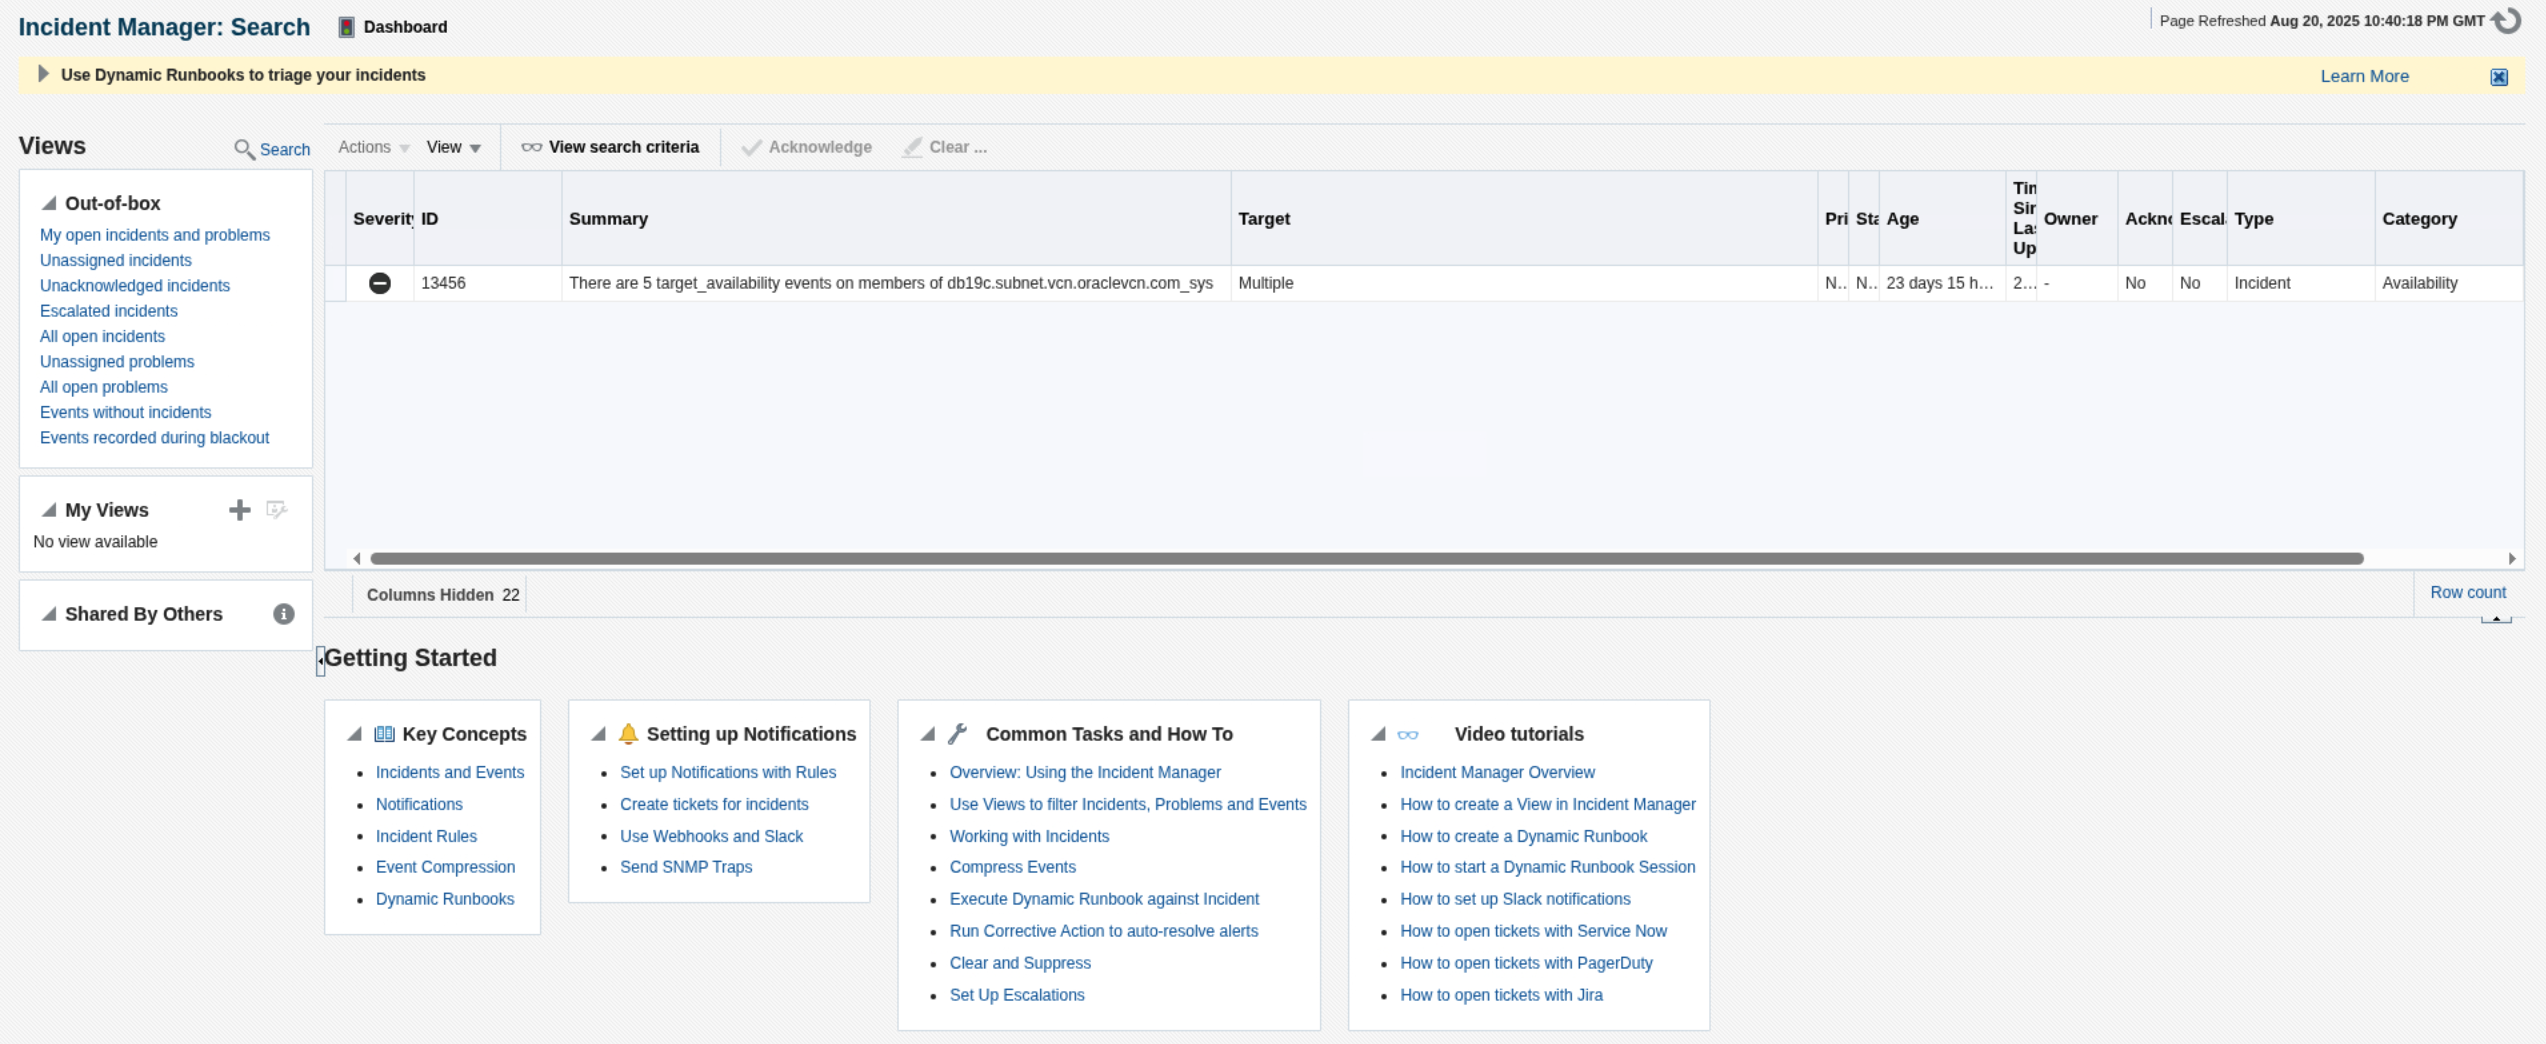 Incident Manager: Search
Dashboard
Page Refreshed Aug 20, 2025 10:40:18 PM GMT
Use Dynamic Runbooks to triage your incidents
Learn More
Views
Search
Out-of-box
My open incidents and problems
Unassigned incidents
Unacknowledged incidents
Escalated incidents
All open incidents
Unassigned problems
All open problems
Events without incidents
Events recorded during blackout
My Views
No view available
Shared By Others
Actions
View
View search criteria
Acknowledge
Clear ...
Severity ID Summary Target Pri Sta Age Tim Sin Las Up Owner Ackno Escal Type Category
13456 There are 5 target_availability events on members of db19c.subnet.vcn.oraclevcn.com_sys Multiple N... N... 23 days 15 h... 2... - No No Incident Availability
Columns Hidden 22
Row count
Getting Started
Key Concepts
Incidents and Events
Notifications
Incident Rules
Event Compression
Dynamic Runbooks
Setting up Notifications
Set up Notifications with Rules
Create tickets for incidents
Use Webhooks and Slack
Send SNMP Traps
Common Tasks and How To
Overview: Using the Incident Manager
Use Views to filter Incidents, Problems and Events
Working with Incidents
Compress Events
Execute Dynamic Runbook against Incident
Run Corrective Action to auto-resolve alerts
Clear and Suppress
Set Up Escalations
Video tutorials
Incident Manager Overview
How to create a View in Incident Manager
How to create a Dynamic Runbook
How to start a Dynamic Runbook Session
How to set up Slack notifications
How to open tickets with Service Now
How to open tickets with PagerDuty
How to open tickets with Jira